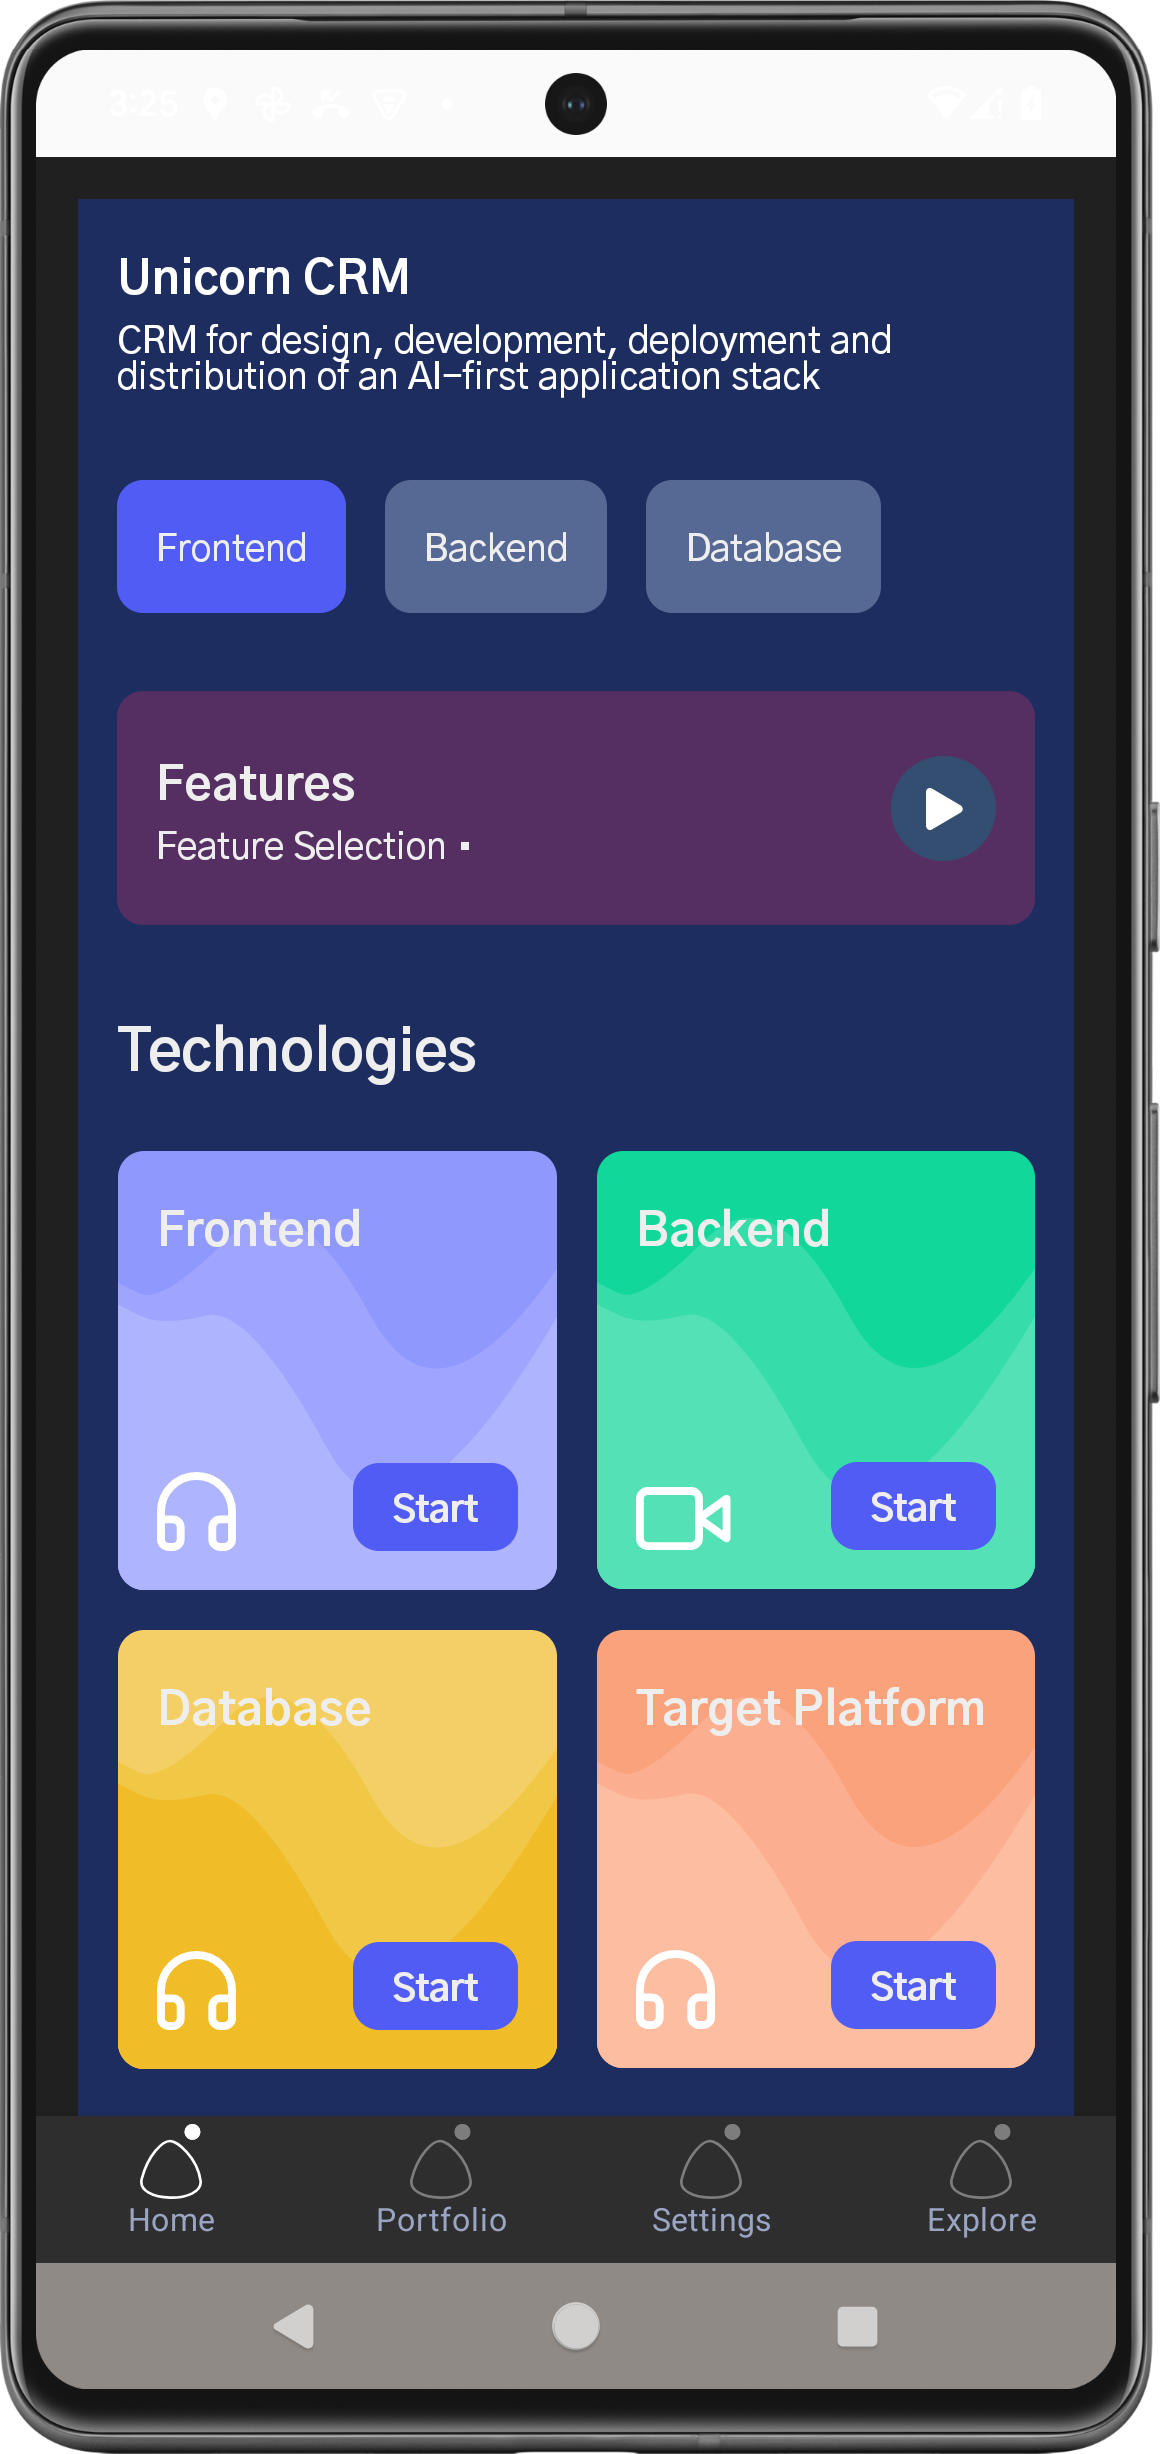 3:25
Unicorn CRM
CRM for design, development, deployment and
distribution of an AI-first application stack
Frontend
Backend
Database
Features
Feature Selection
Technologies
Frontend
Backend
Start
Start
Database
Target Platform
Start
Start
Home
Portfolio
Settings
Explore